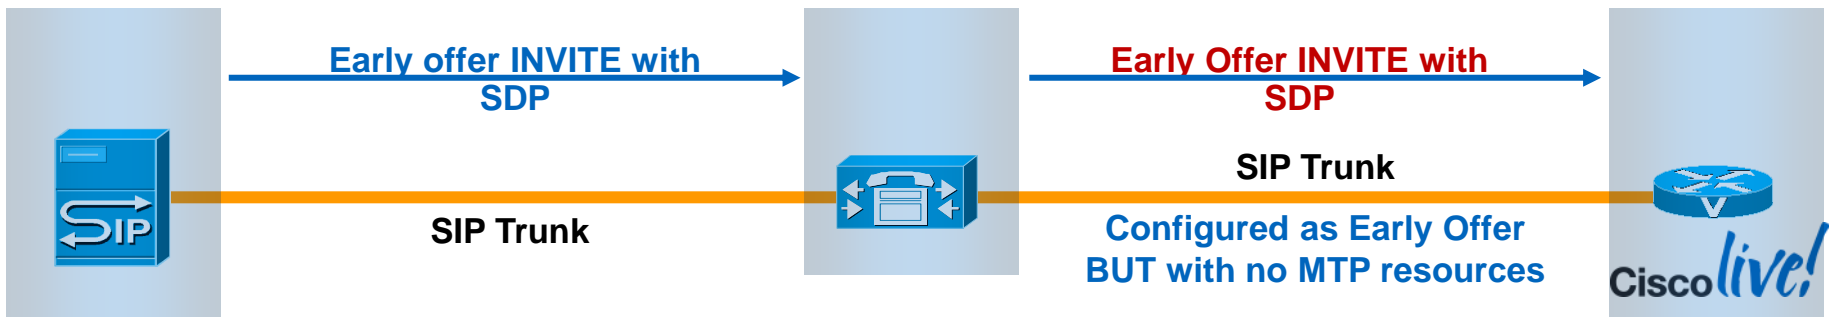 Early offer INVITE with
SDP
Early Offer INVITE with
SDP
SIP Trunk
SIP
SIP Trunk
V
Configured as Early Offer
BUT with no MTP resources
Cisco live!